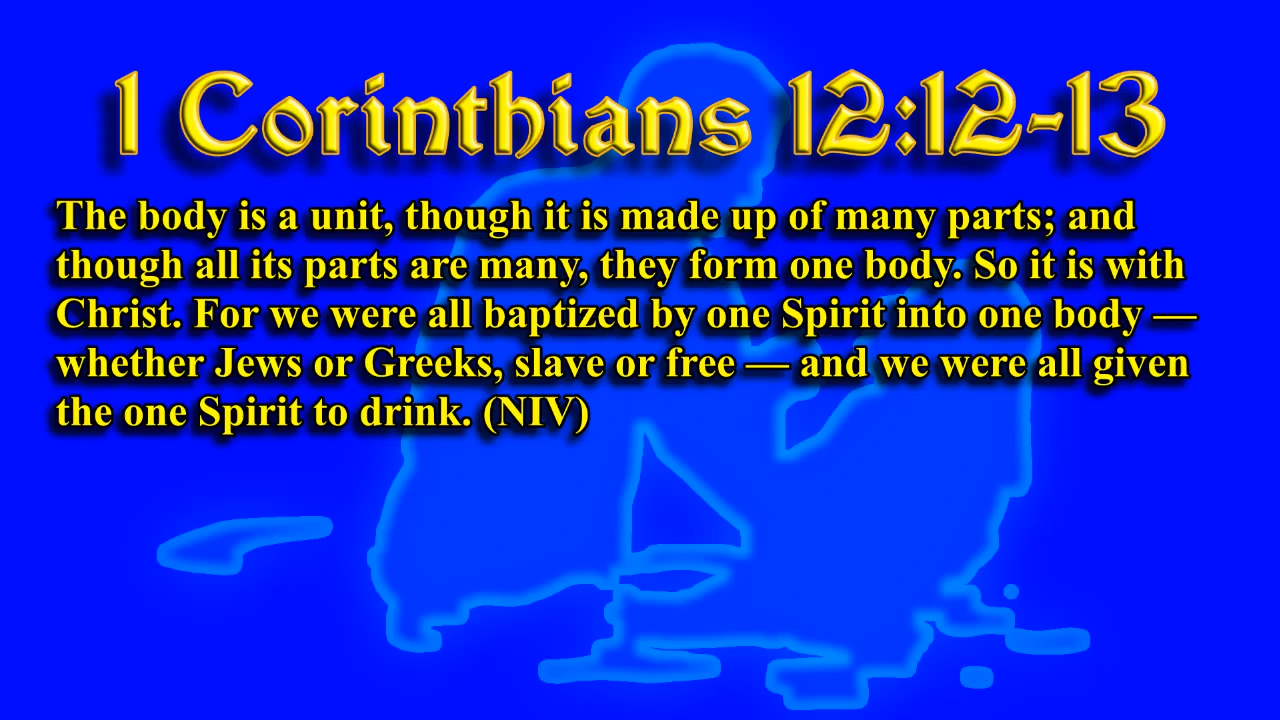 1 Corinthians 12:12-13
The body is a unit, though it is made up of many parts; and
though all its parts are many, they form one body. So it is with
Christ. For we were all baptized by one Spirit into one body —
whether Jews or Greeks, slave or free — and we were all given
the one Spirit to drink. (NIV)